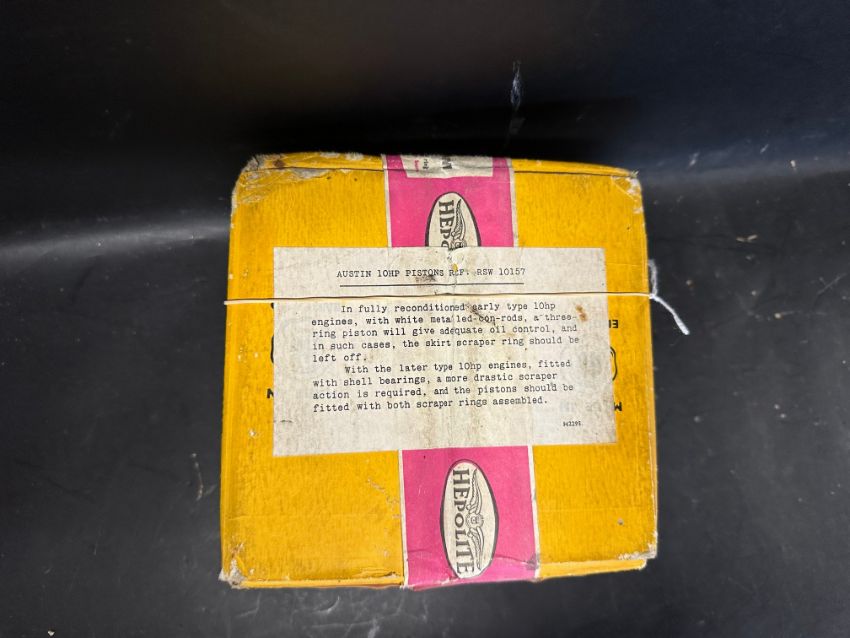 HEPOLITE
AUSTIN 10HP PISTONS REF: RSW 10157
In fully reconditioned early type 10hp
engines, with white metalled-con-rods, a three-
ring piston will give adequate oil control, and
in such cases, the skirt scraper ring should be
left off.
With the later type 10hp engines, fitted
with shell bearings, a more drastic scraper
action is required, and the pistons should be
fitted with both scraper rings assembled.
HEPOLITE